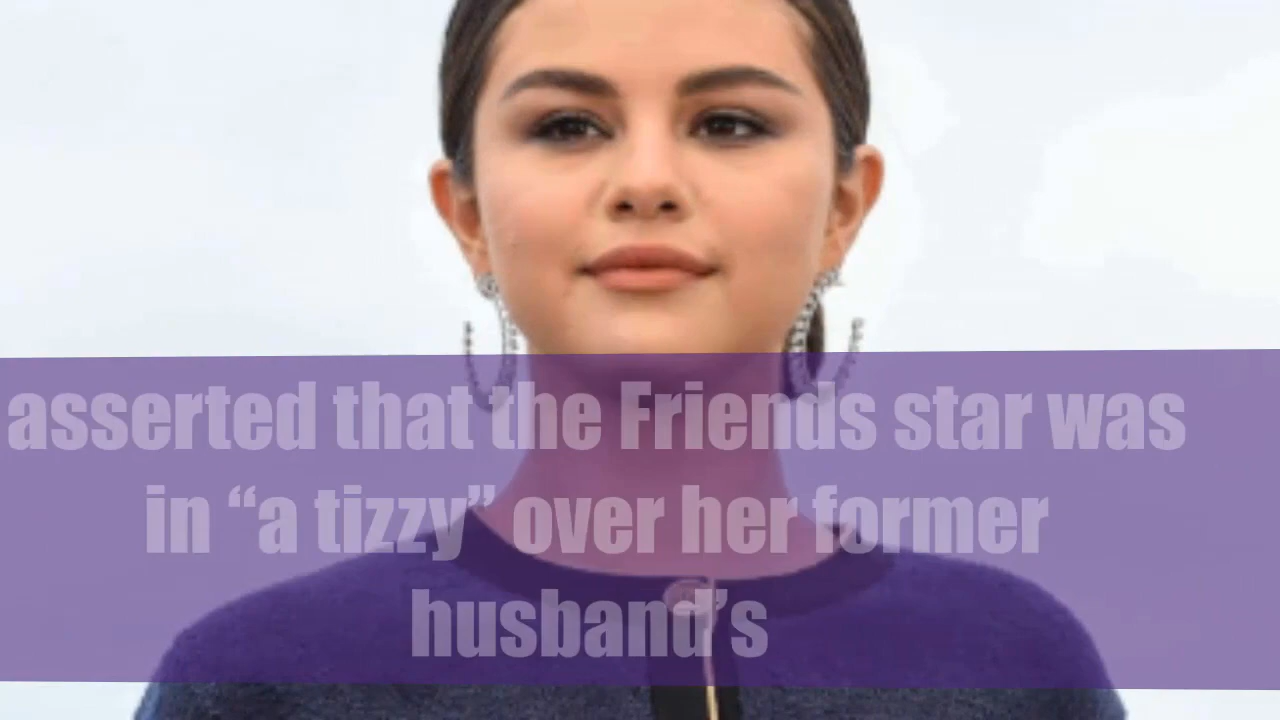 asserted that the Friends star was
in “a tizzy” over her former
husband’s